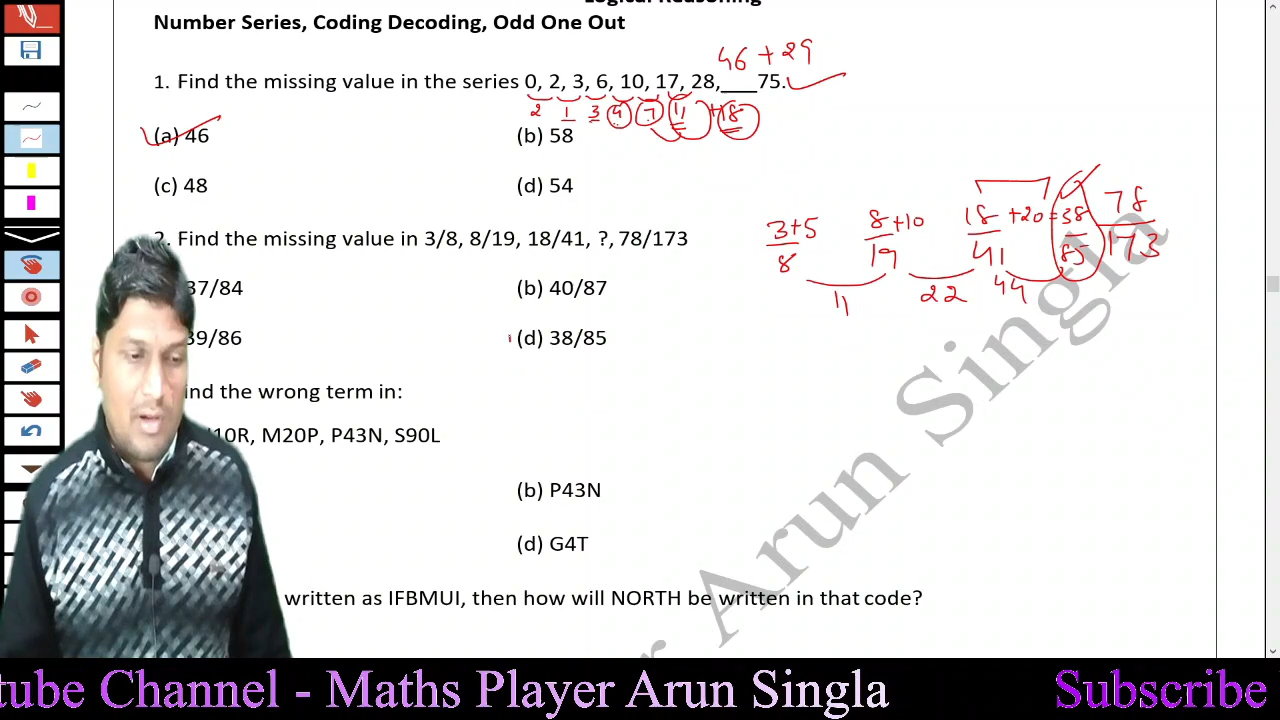 Number Series, Coding Decoding, Odd One Out
46 + 29
1. Find the missing value in the series 0, 2, 3, 6, 10, 17, 28,___75.
2 1 3 4 7 11 +18
(a) 46 (b) 58
(c) 48 (d) 54
3+5/8 8+10/19 18+20=38/41 85 78/173
11 22 44
2. Find the missing value in 3/8, 8/19, 18/41, ?, 78/173
37/84 (b) 40/87
39/86 (d) 38/85
ind the wrong term in:
10R, M20P, P43N, S90L
(b) P43N
(d) G4T
written as IFBMUI, then how will NORTH be written in that code?
Arun Singla
tube Channel - Maths Player Arun Singla Subscribe